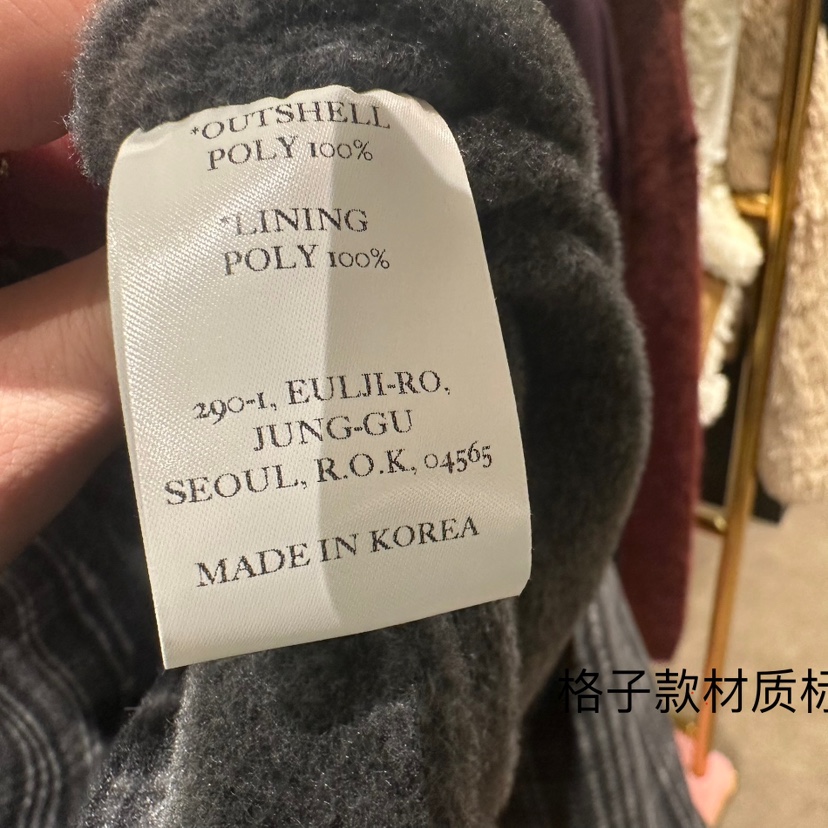 *OUTSHELL
POLY 100%
*LINING
POLY 100%
290-1, EULJI-RO,
JUNG-GU
SEOUL, R.O.K, 04565
MADE IN KOREA
格子款材质标